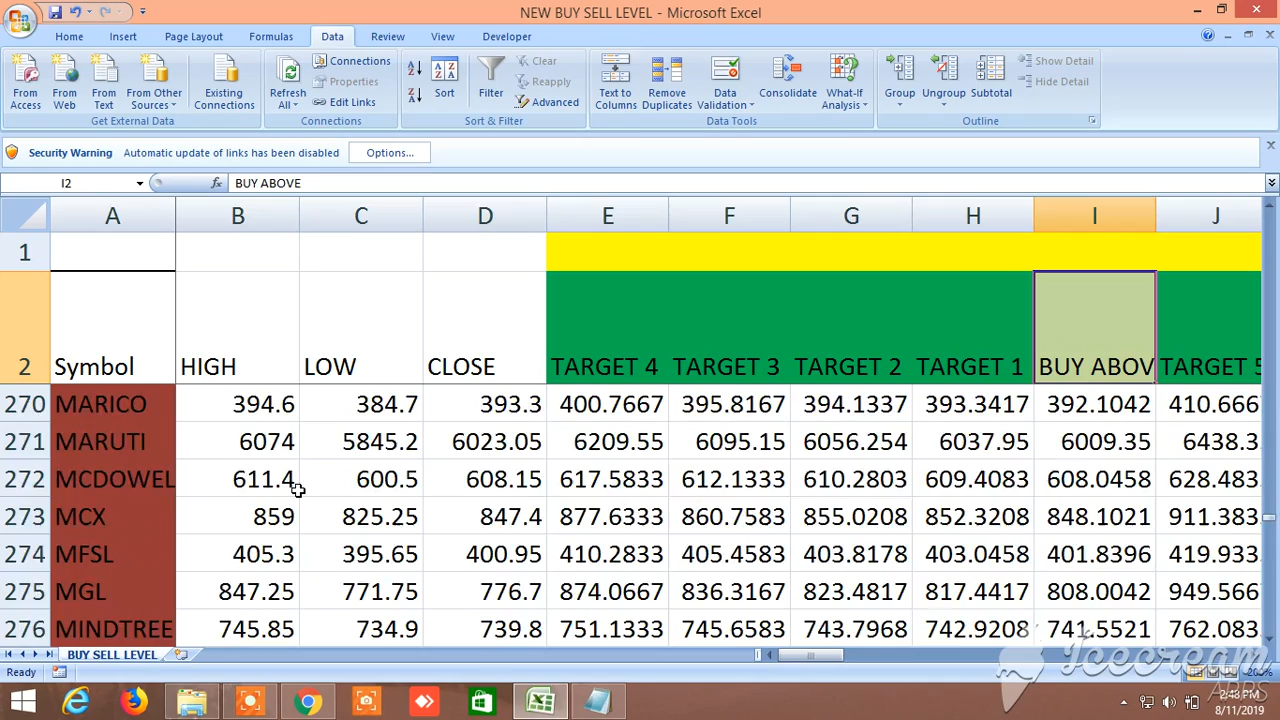 NEW BUY SELL LEVEL - Microsoft Excel
Home Insert Page Layout Formulas Data Review View Developer
From Access
From Web
From Text
From Other Sources
Existing Connections
Get External Data
Refresh All
Connections
Properties
Edit Links
Connections
Sort
Filter
Clear
Reapply
Advanced
Sort & Filter
Text to Columns
Remove Duplicates
Data Validation
Consolidate
What-If Analysis
Data Tools
Group
Ungroup
Subtotal
Show Detail
Hide Detail
Outline
Security Warning Automatic update of links has been disabled Options...
I2 fx BUY ABOVE
A B C D E F G H I J
1
2 Symbol HIGH LOW CLOSE TARGET 4 TARGET 3 TARGET 2 TARGET 1 BUY ABOV TARGET 5
270 MARICO 394.6 384.7 393.3 400.7667 395.8167 394.1337 393.3417 392.1042 410.666
271 MARUTI 6074 5845.2 6023.05 6209.55 6095.15 6056.254 6037.95 6009.35 6438.3
272 MCDOWEL 611.4 600.5 608.15 617.5833 612.1333 610.2803 609.4083 608.0458 628.483
273 MCX 859 825.25 847.4 877.6333 860.7583 855.0208 852.3208 848.1021 911.383
274 MFSL 405.3 395.65 400.95 410.2833 405.4583 403.8178 403.0458 401.8396 419.933
275 MGL 847.25 771.75 776.7 874.0667 836.3167 823.4817 817.4417 808.0042 949.566
276 MINDTREE 745.85 734.9 739.8 751.1333 745.6583 743.7968 742.9208 741.5521 762.083
BUY SELL LEVEL
Ready 200%
Icecream
APPS
2:48 PM
8/11/2019